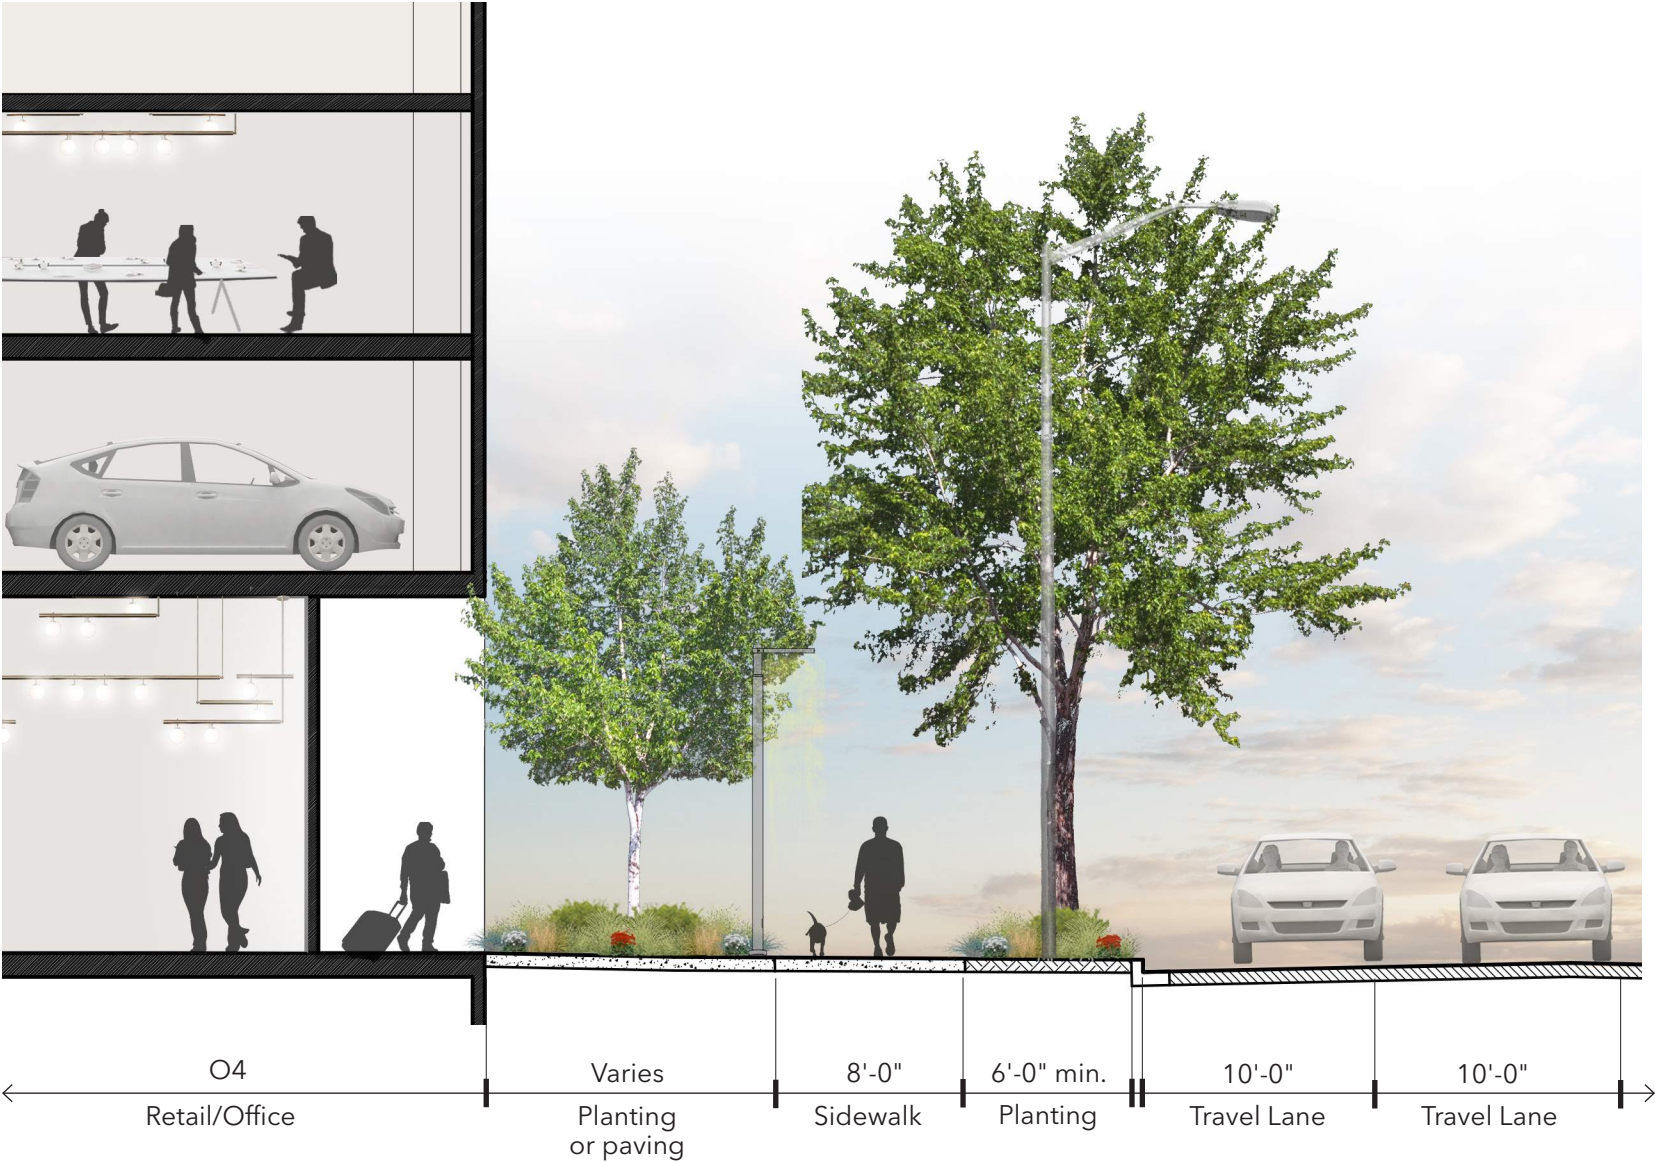 O4
Retail/Office
Varies
Planting
or paving
8'-0"
Sidewalk
6'-0" min.
Planting
10'-0"
Travel Lane
10'-0"
Travel Lane